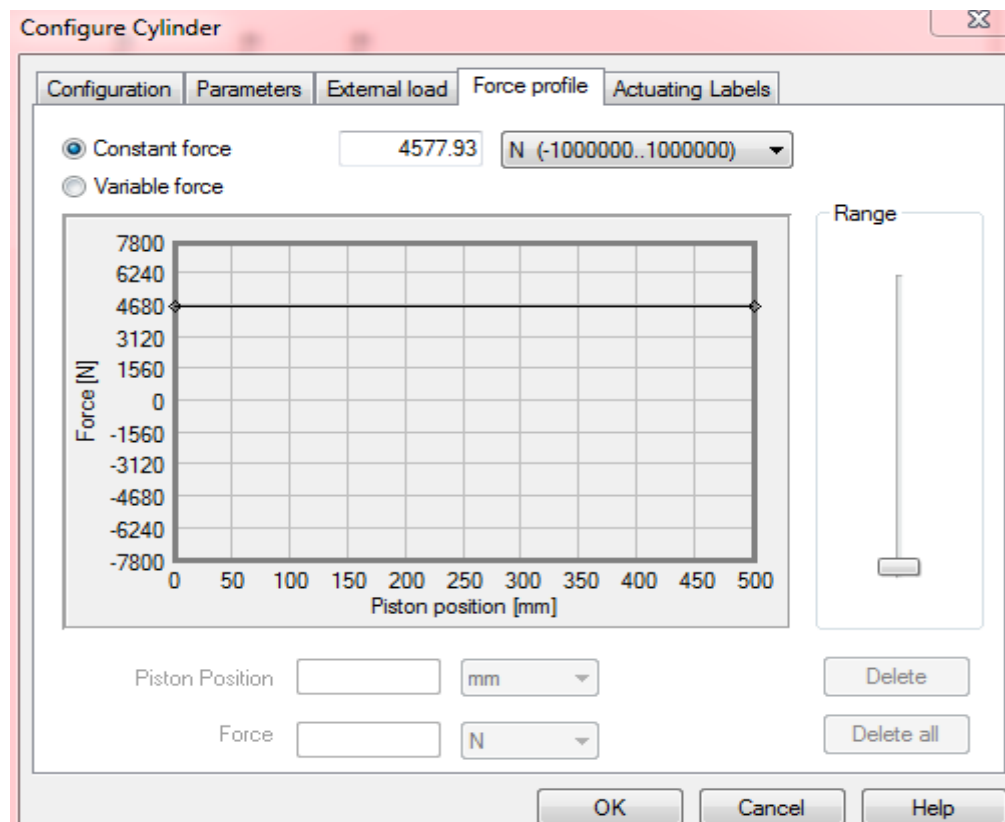 Configure Cylinder
Configuration Parameters External load Force profile Actuating Labels
Constant force 4577.93 N (-1000000..1000000)
Variable force
Range
7800
6240
4680
3120
1560
0
-1560
-3120
-4680
-6240
-7800
Force [N]
0 50 100 150 200 250 300 350 400 450 500
Piston position [mm]
Piston Position mm Delete
Force N Delete all
OK Cancel Help